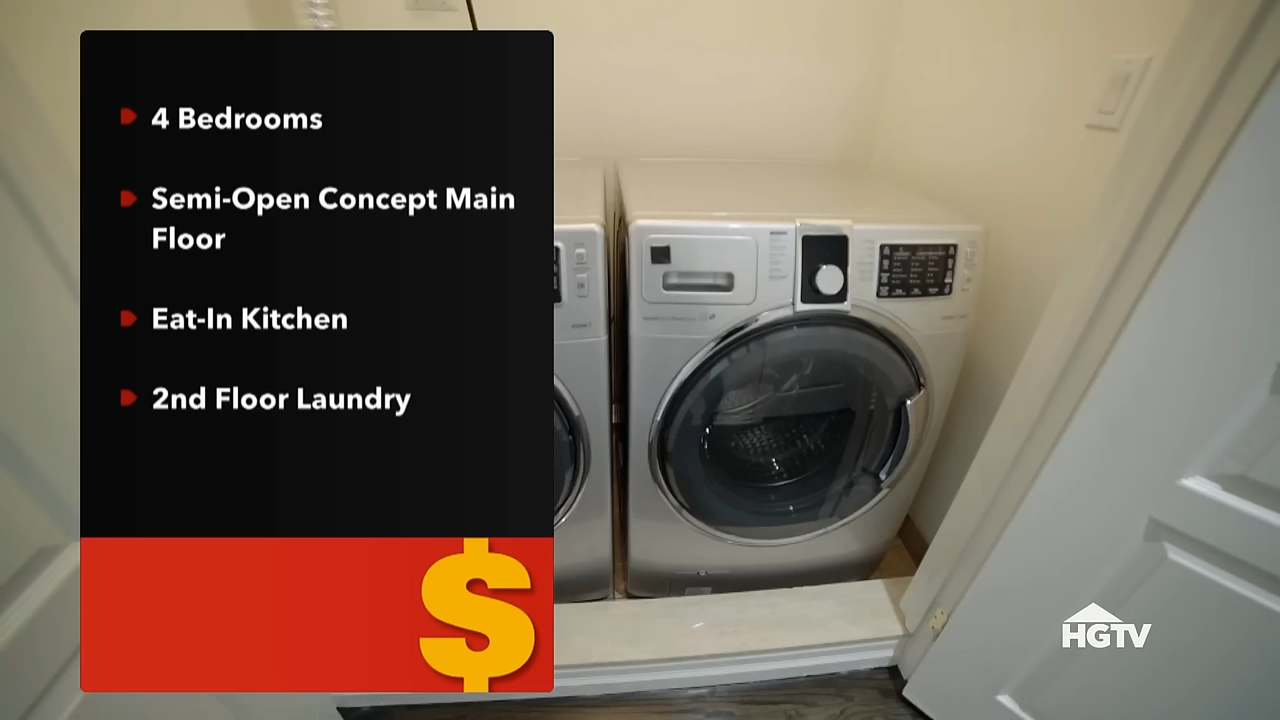 4 Bedrooms
Semi-Open Concept Main
Floor
Eat-In Kitchen
2nd Floor Laundry
$
HGTV